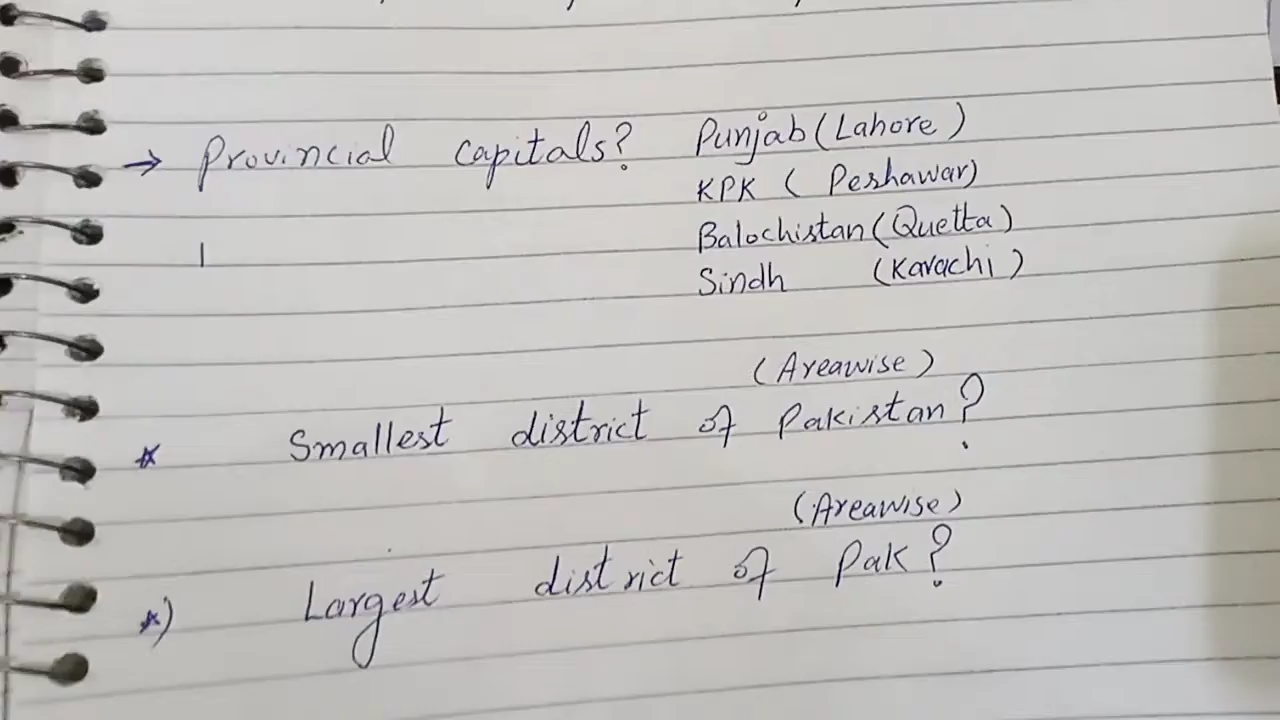 → Provincial capitals? Punjab (Lahore)
KPK (Peshawar)
Balochistan (Quetta)
Sindh (Karachi)
(Areawise)
* Smallest district of Pakistan?
(Areawise)
*) Largest district of Pak?